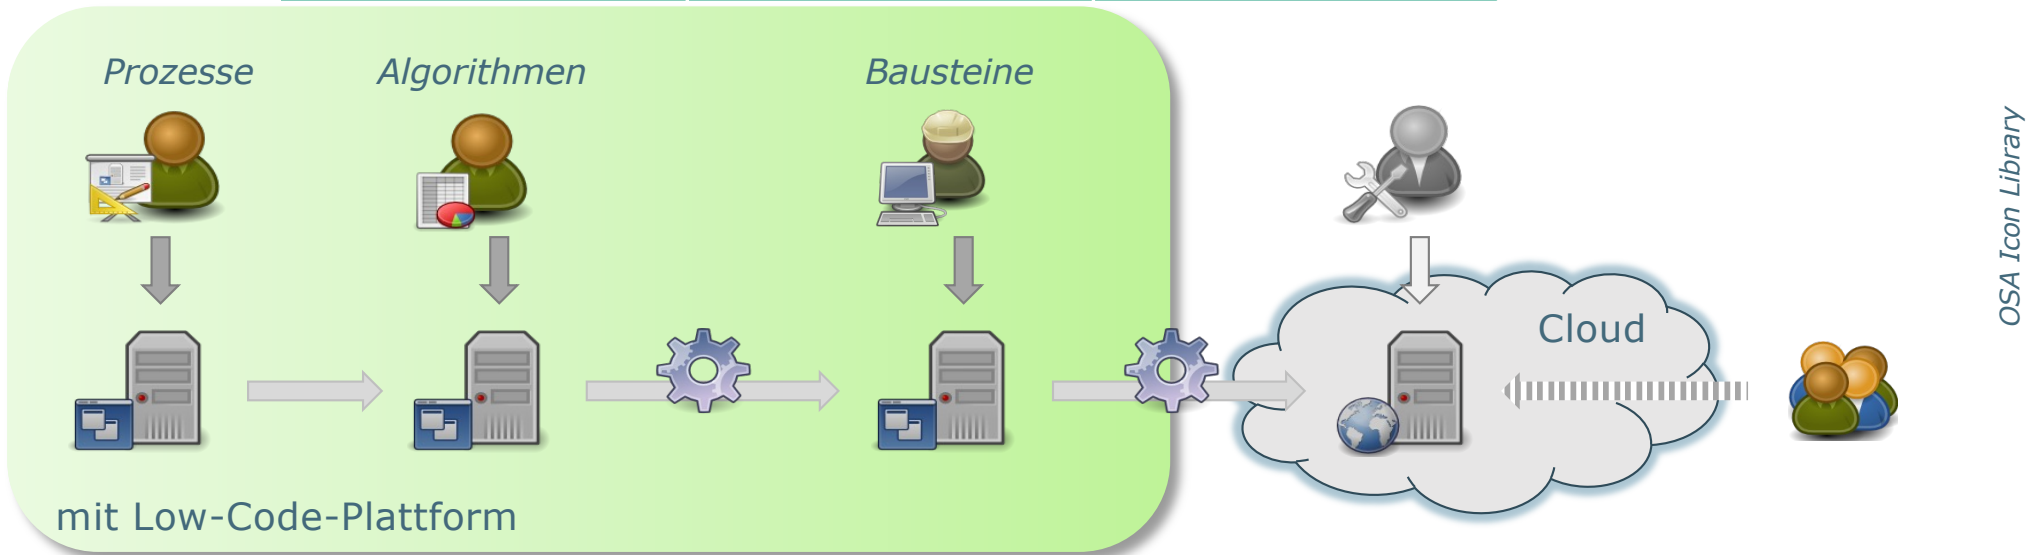 Prozesse
Algorithmen
Bausteine
Cloud
mit Low-Code-Plattform
OSA Icon Library